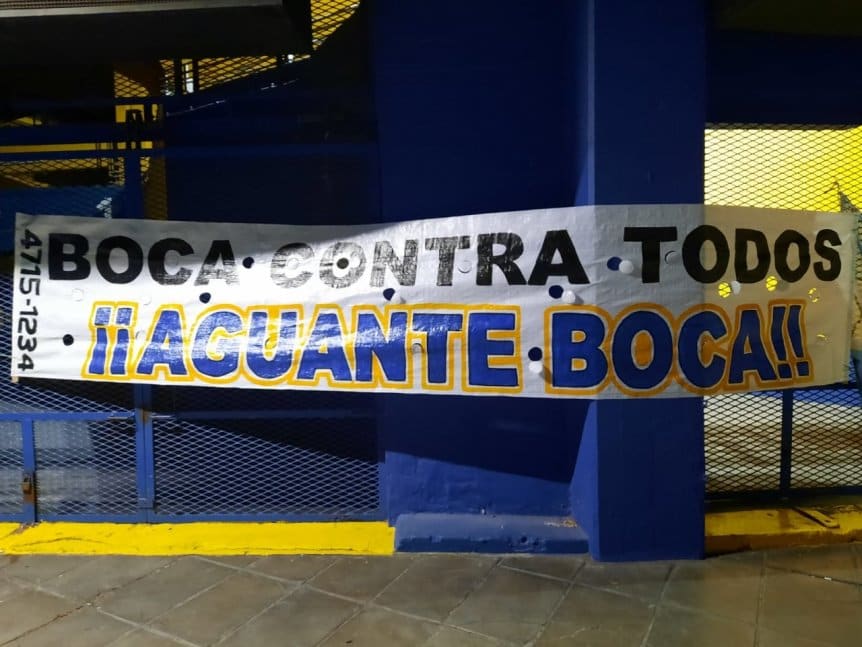 4715-1234
BOCA CONTRA TODOS
¡¡AGUANTE BOCA!!